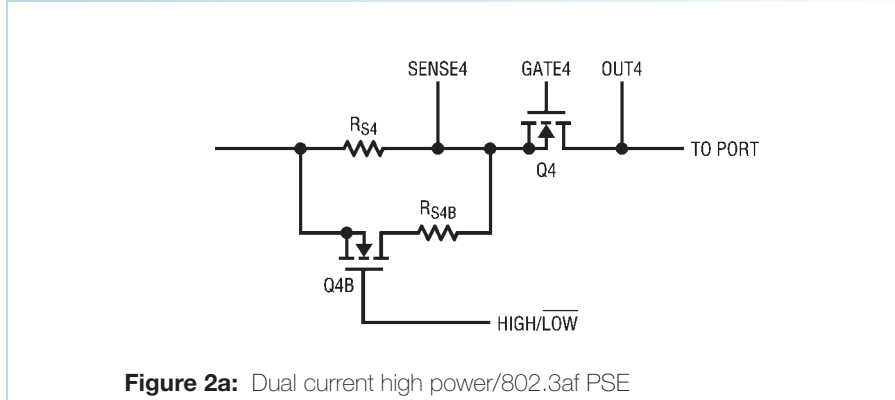 SENSE4 GATE4 OUT4
RS4
TO PORT
Q4
RS4B
Q4B
HIGH/LOW
Figure 2a: Dual current high power/802.3af PSE